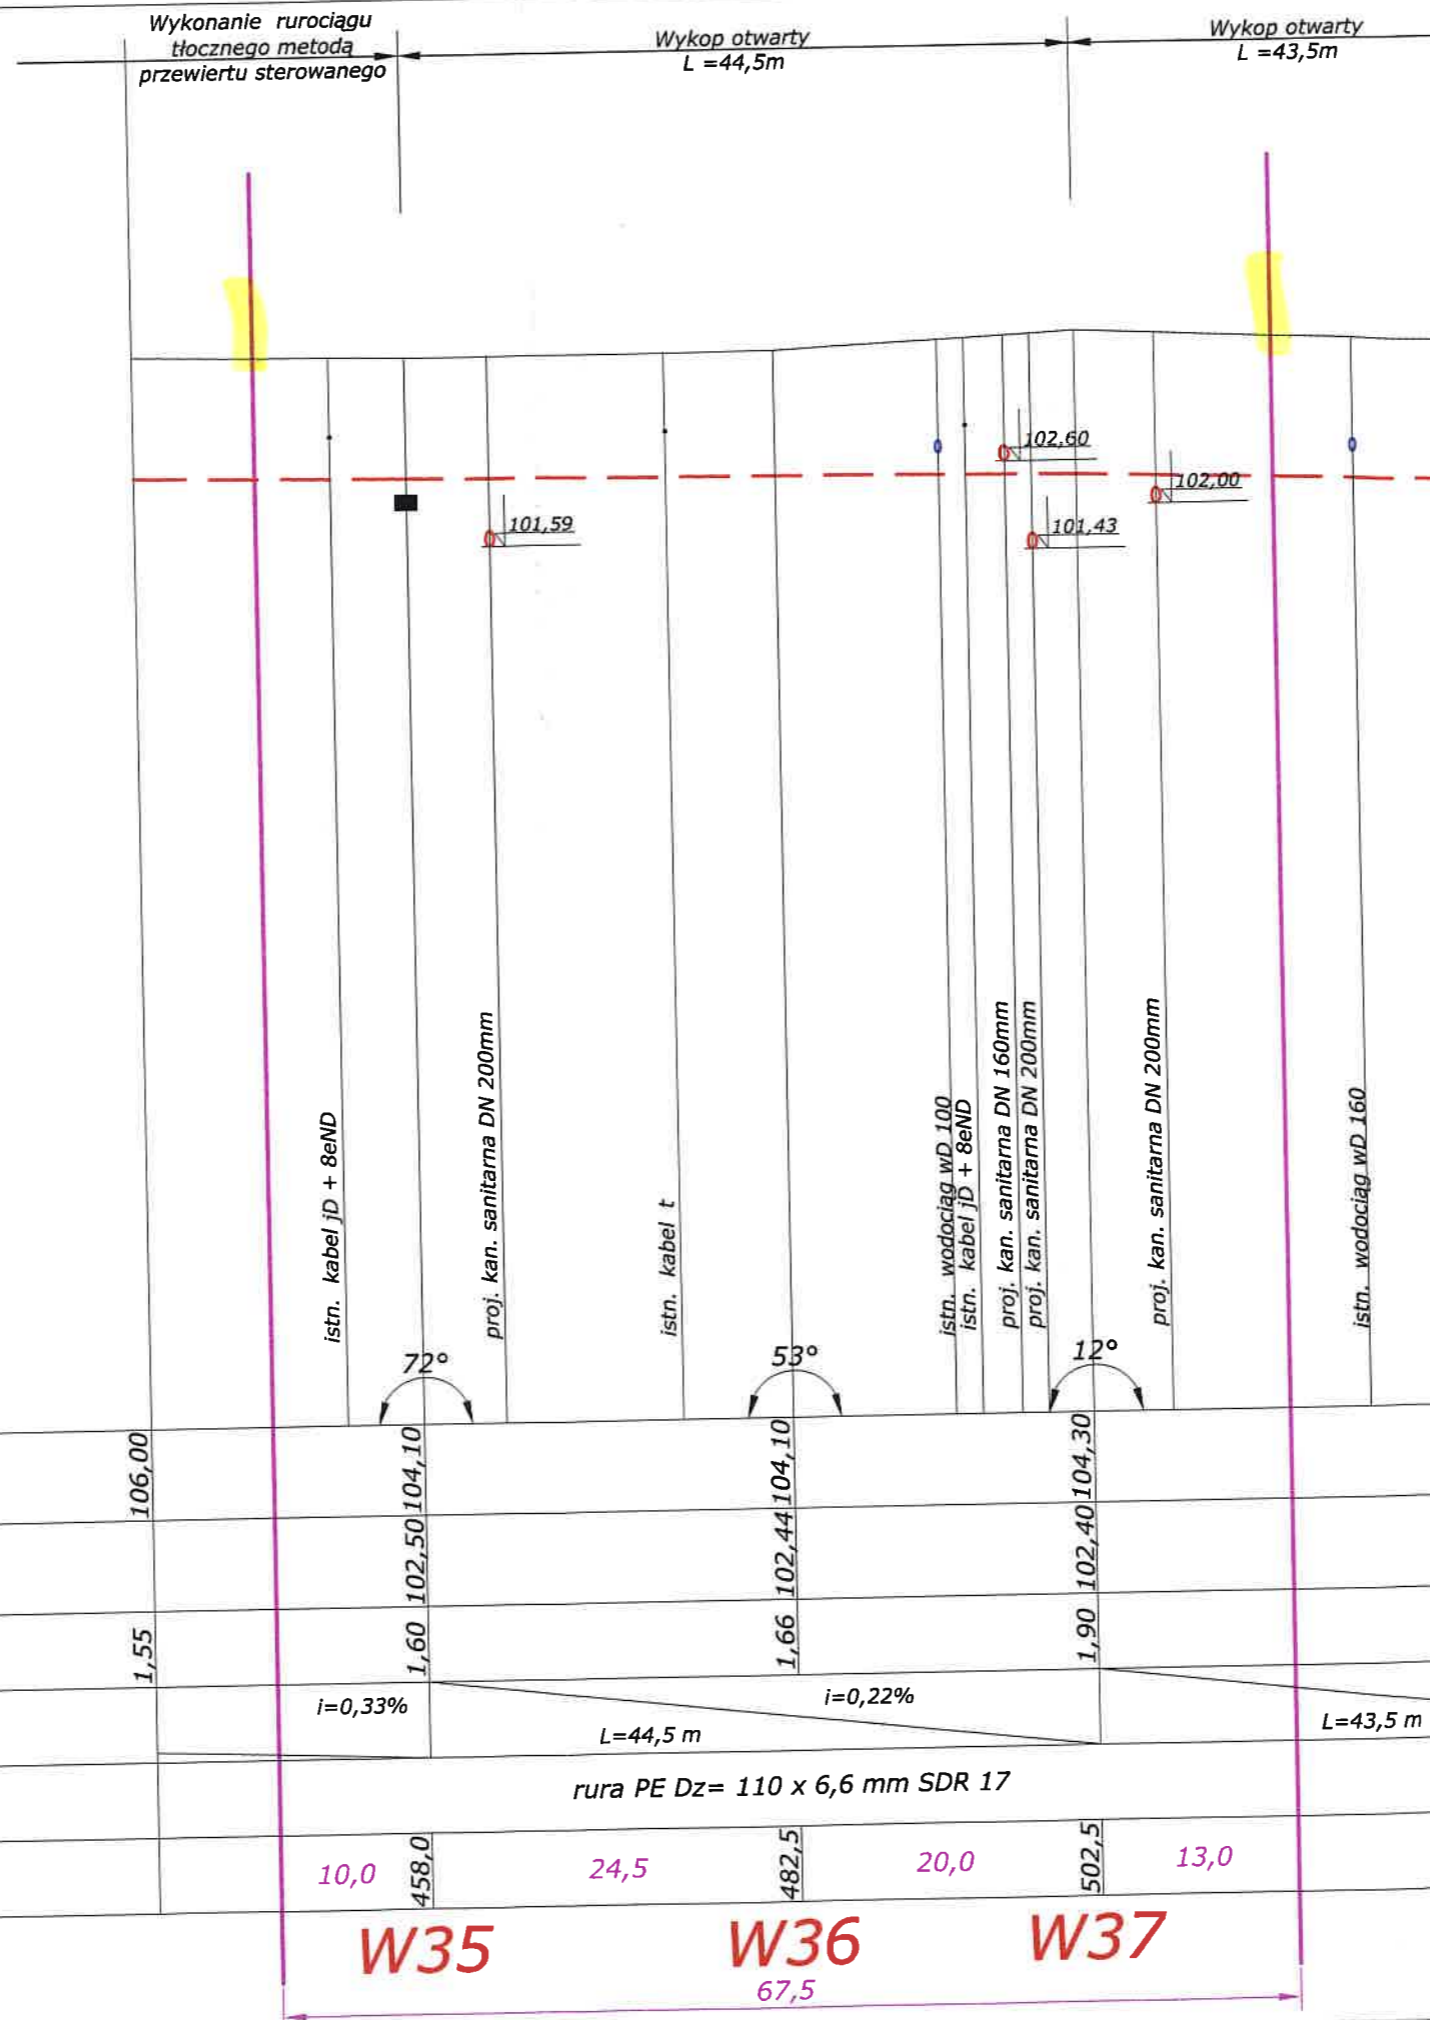 Wykonanie rurociągu
tłocznego metodą
przewiertu sterowanego
Wykop otwarty
L =44,5m
Wykop otwarty
L =43,5m
102,60
102,00
101,59
101,43
istn. kabel jD + 8eND
proj. kan. sanitarna DN 200mm
istn. kabel t
istn. wodociąg wD 100
istn. kabel jD + 8eND
proj. kan. sanitarna DN 160mm
proj. kan. sanitarna DN 200mm
proj. kan. sanitarna DN 200mm
istn. wodociąg wD 160
72° 53° 12°
106,00 104,10 104,10 104,30
102,50 102,44 102,40
1,55 1,60 1,66 1,90
i=0,33% i=0,22%
L=44,5 m L=43,5 m
rura PE Dz= 110 x 6,6 mm SDR 17
10,0 458,0 24,5 482,5 20,0 502,5 13,0
W35 W36 W37
67,5